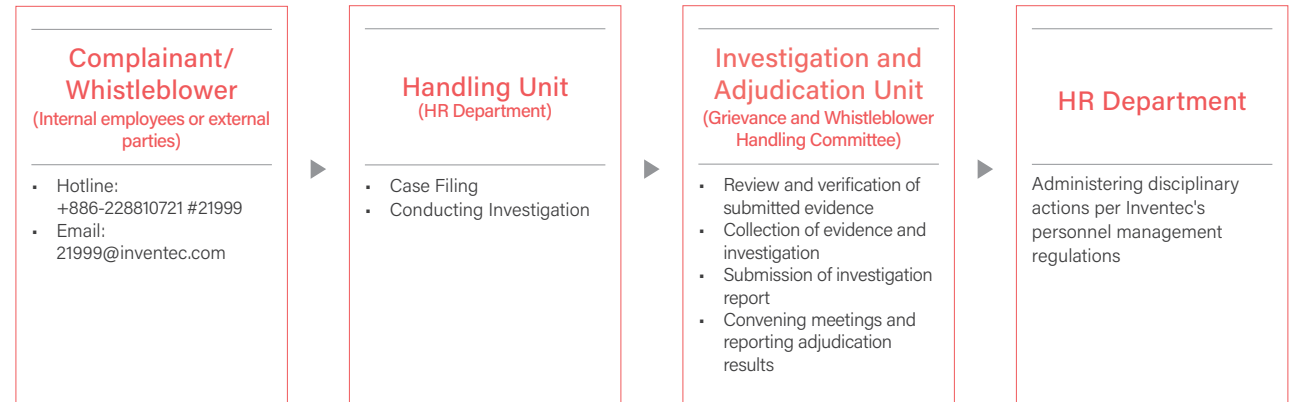 Complainant/
Whistleblower
(Internal employees or external
parties)
▪ Hotline:
+886-228810721 #21999
▪ Email:
21999@inventec.com
Handling Unit
(HR Department)
▪ Case Filing
▪ Conducting Investigation
Investigation and
Adjudication Unit
(Grievance and Whistleblower
Handling Committee)
▪ Review and verification of
submitted evidence
▪ Collection of evidence and
investigation
▪ Submission of investigation
report
▪ Convening meetings and
reporting adjudication
results
HR Department
Administering disciplinary
actions per Inventec's
personnel management
regulations